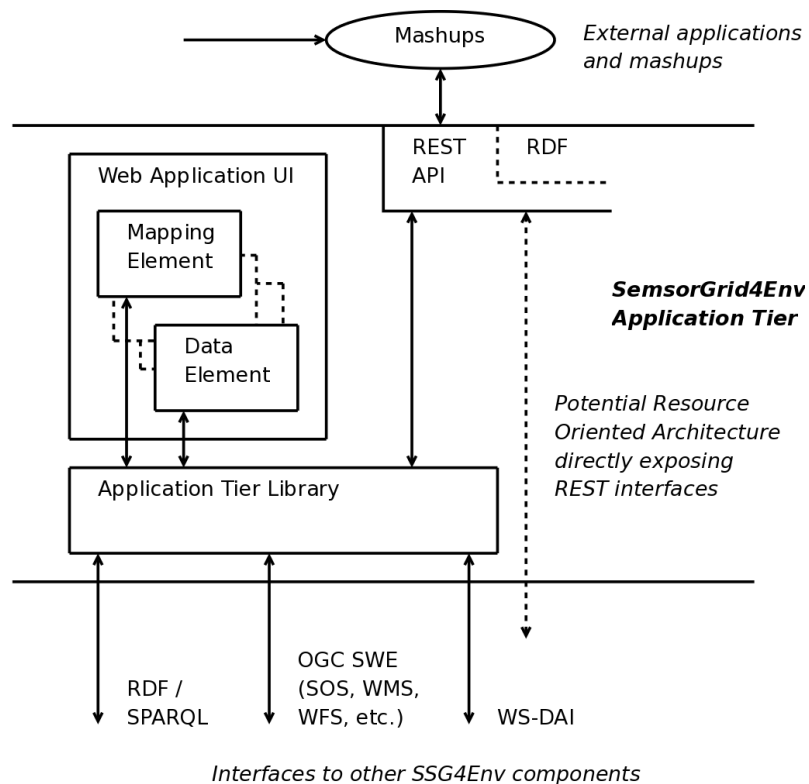 Mashups
External applications
and mashups
REST
API
RDF
Web Application UI
Mapping
Element
Data
Element
SemsorGrid4Env
Application Tier
Potential Resource
Oriented Architecture
directly exposing
REST interfaces
Application Tier Library
RDF /
SPARQL
OGC SWE
(SOS, WMS,
WFS, etc.)
WS-DAI
Interfaces to other SSG4Env components